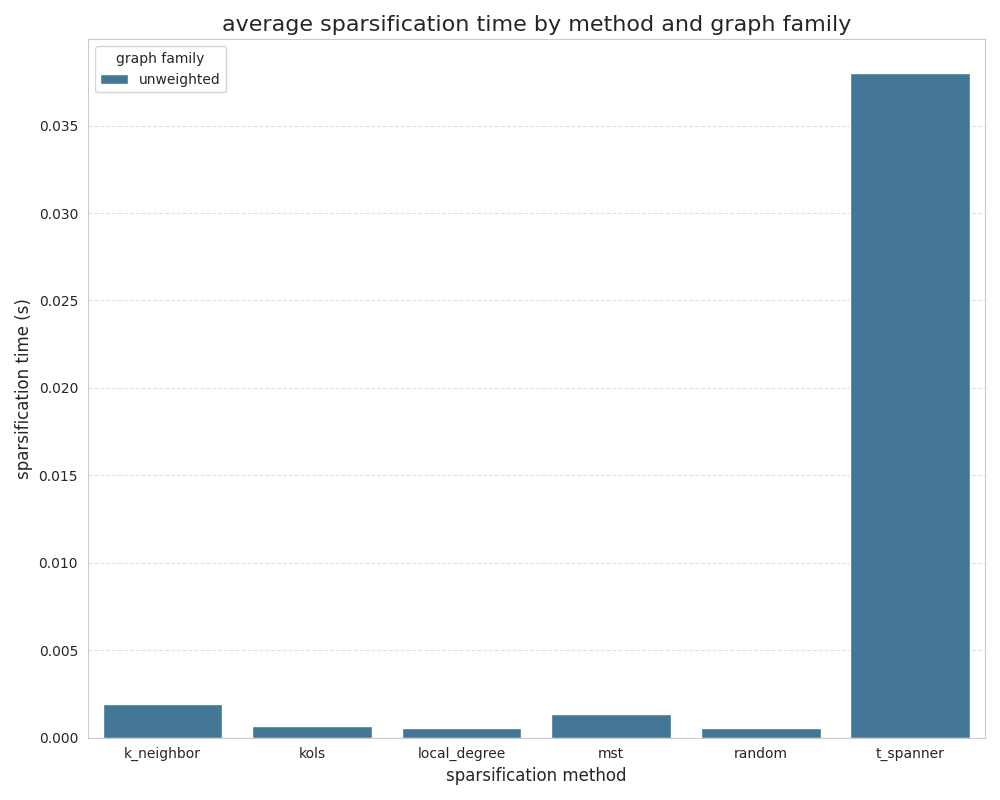 average sparsification time by method and graph family
graph family
unweighted
sparsification time (s)
0.035
0.030
0.025
0.020
0.015
0.010
0.005
0.000
k_neighbor kols local_degree mst random t_spanner
sparsification method